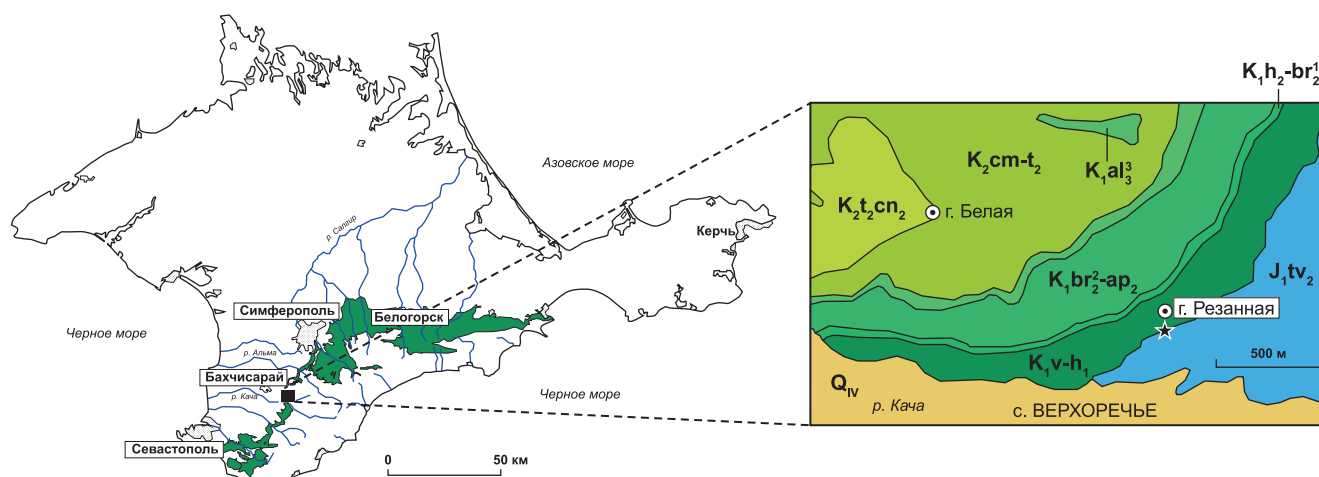 Азовское море
Черное море
Черное море
р. Салгир
Керчь
Симферополь
Белогорск
р. Альма
Бахчисарай
р. Кача
Севастополь
0 50 км
K₁h₂-br₂¹
K₂cm-t₂
K₁al₃³
K₂t₂cn₂
г. Белая
K₁br₂²-ap₂
J₁tv₂
г. Резанная
K₁v-h₁
500 м
Q_IV
р. Кача
с. ВЕРХОРЕЧЬЕ